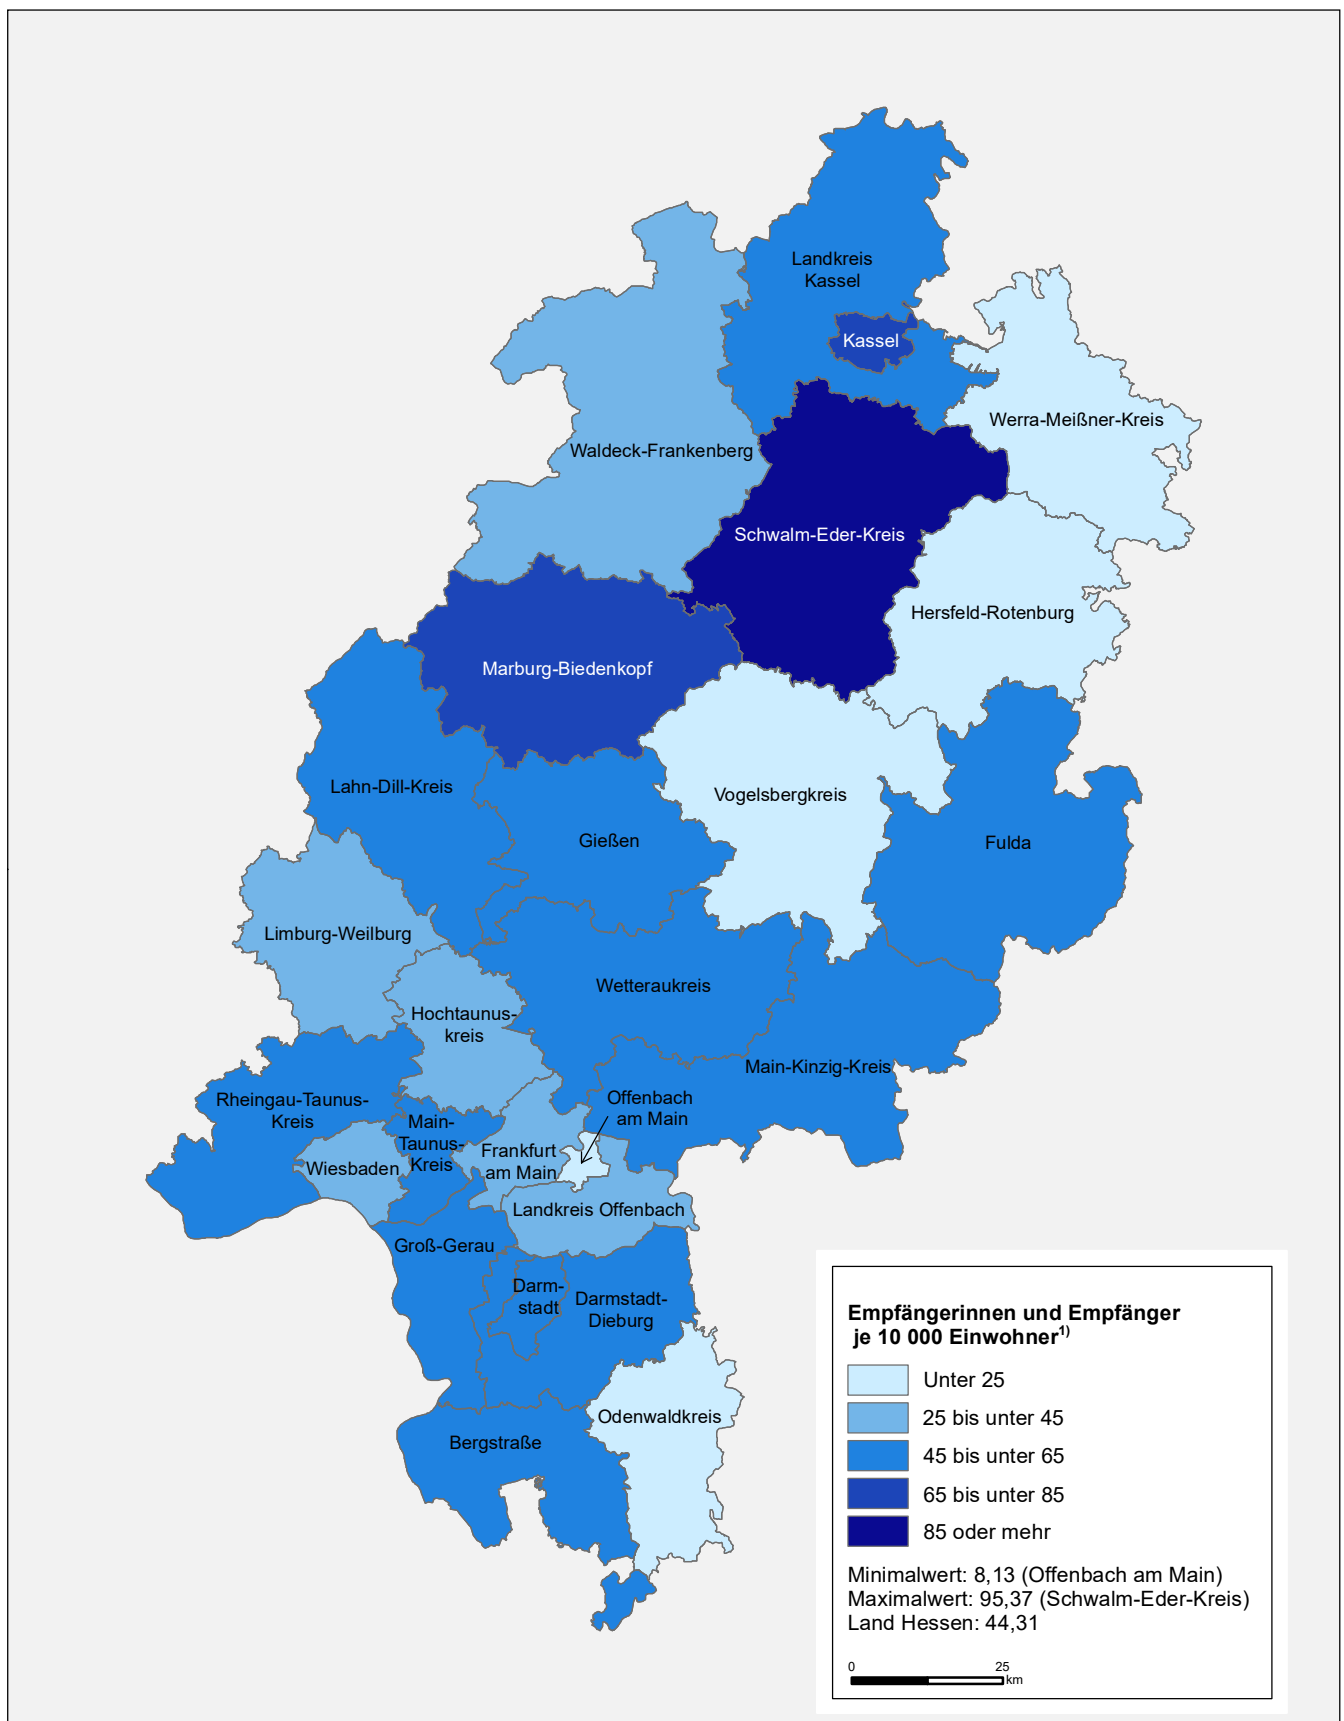 Landkreis
Kassel
Kassel
Werra-Meißner-Kreis
Waldeck-Frankenberg
Schwalm-Eder-Kreis
Hersfeld-Rotenburg
Marburg-Biedenkopf
Lahn-Dill-Kreis
Vogelsbergkreis
Gießen
Fulda
Limburg-Weilburg
Wetteraukreis
Hochtaunus-
kreis
Main-Kinzig-Kreis
Rheingau-Taunus-
Kreis
Offenbach
am Main
Main-
Taunus-
Kreis
Frankfurt
am Main
Wiesbaden
Landkreis Offenbach
Groß-Gerau
Darm-
stadt
Darmstadt-
Dieburg
Odenwaldkreis
Bergstraße
Empfängerinnen und Empfänger
je 10 000 Einwohner1)
Unter 25
25 bis unter 45
45 bis unter 65
65 bis unter 85
85 oder mehr
Minimalwert: 8,13 (Offenbach am Main)
Maximalwert: 95,37 (Schwalm-Eder-Kreis)
Land Hessen: 44,31
0 25
km